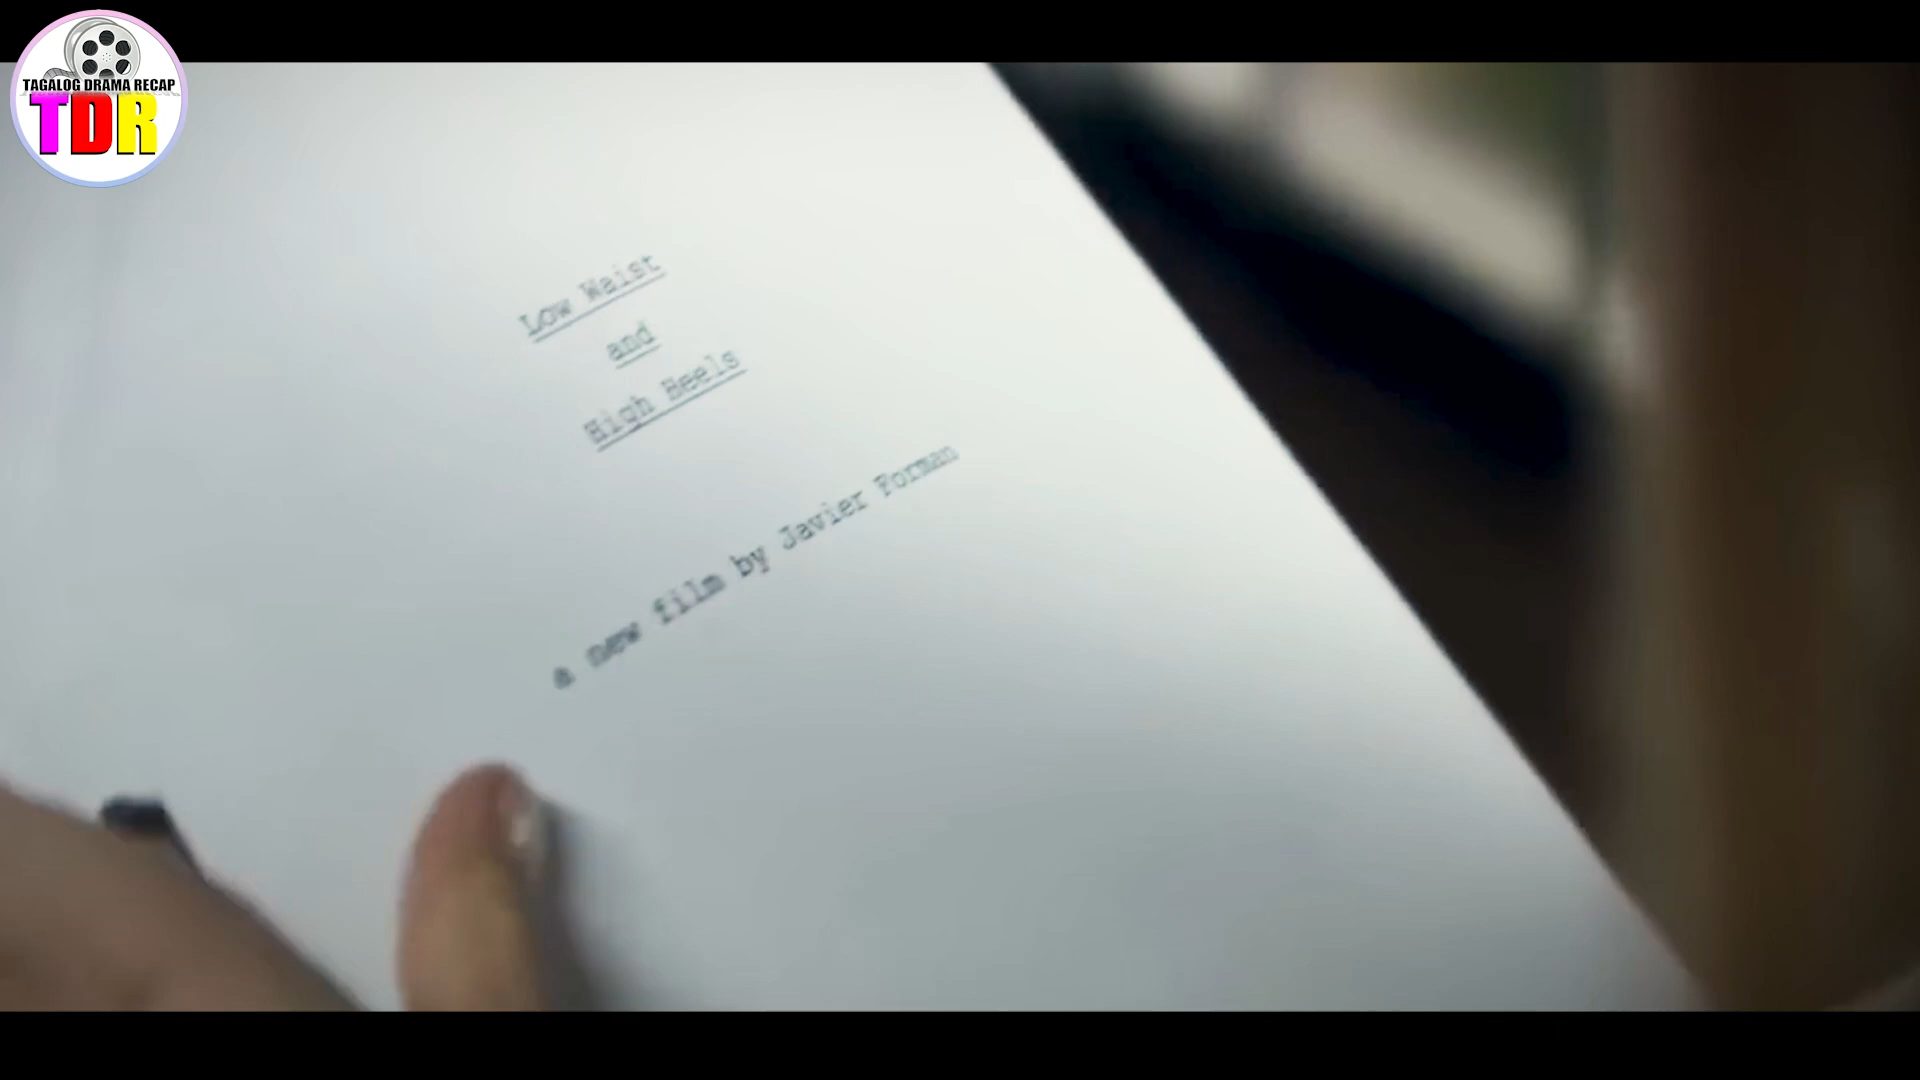 TAGALOG DRAMA RECAP
TDR
Low Waist
and
High Heels
a new film by Javier Forman